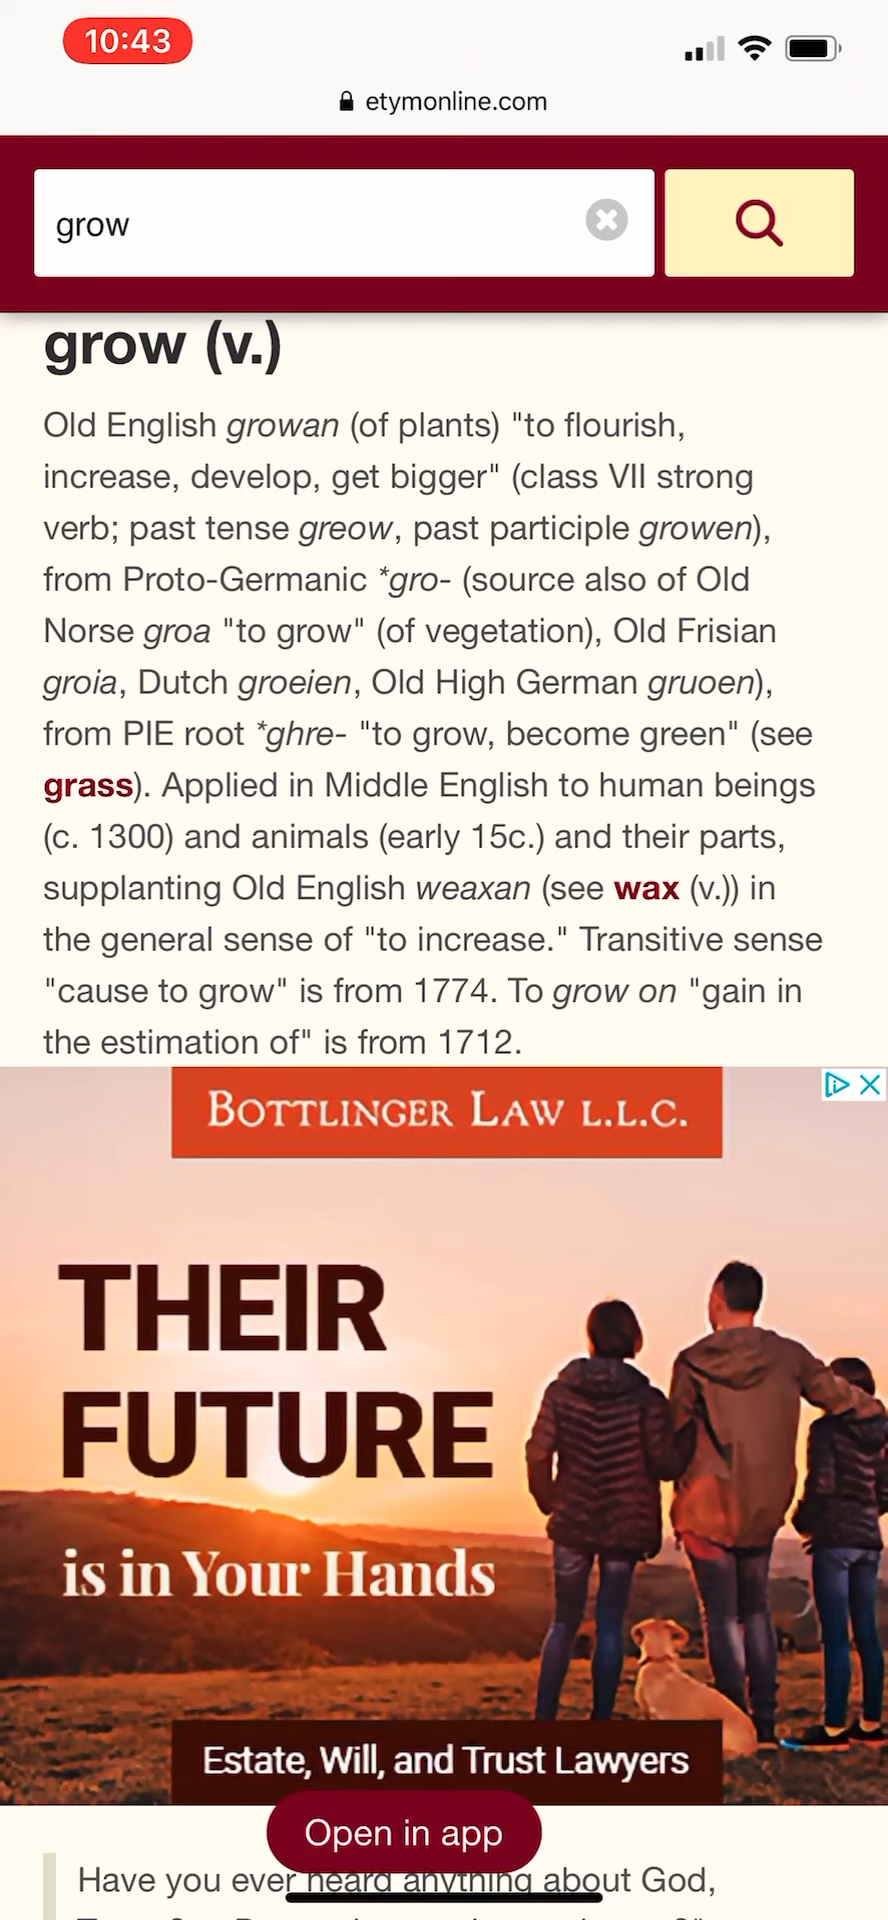 10:43
etymonline.com
grow
grow (v.)
Old English growan (of plants) "to flourish,
increase, develop, get bigger" (class VII strong
verb; past tense greow, past participle growen),
from Proto-Germanic *gro- (source also of Old
Norse groa "to grow" (of vegetation), Old Frisian
groia, Dutch groeien, Old High German gruoen),
from PIE root *ghre- "to grow, become green" (see
grass). Applied in Middle English to human beings
(c. 1300) and animals (early 15c.) and their parts,
supplanting Old English weaxan (see wax (v.)) in
the general sense of "to increase." Transitive sense
"cause to grow" is from 1774. To grow on "gain in
the estimation of" is from 1712.
BOTTLINGER LAW L.L.C.
THEIR
FUTURE
is in Your Hands
Estate, Will, and Trust Lawyers
Open in app
Have you ever heard anything about God,